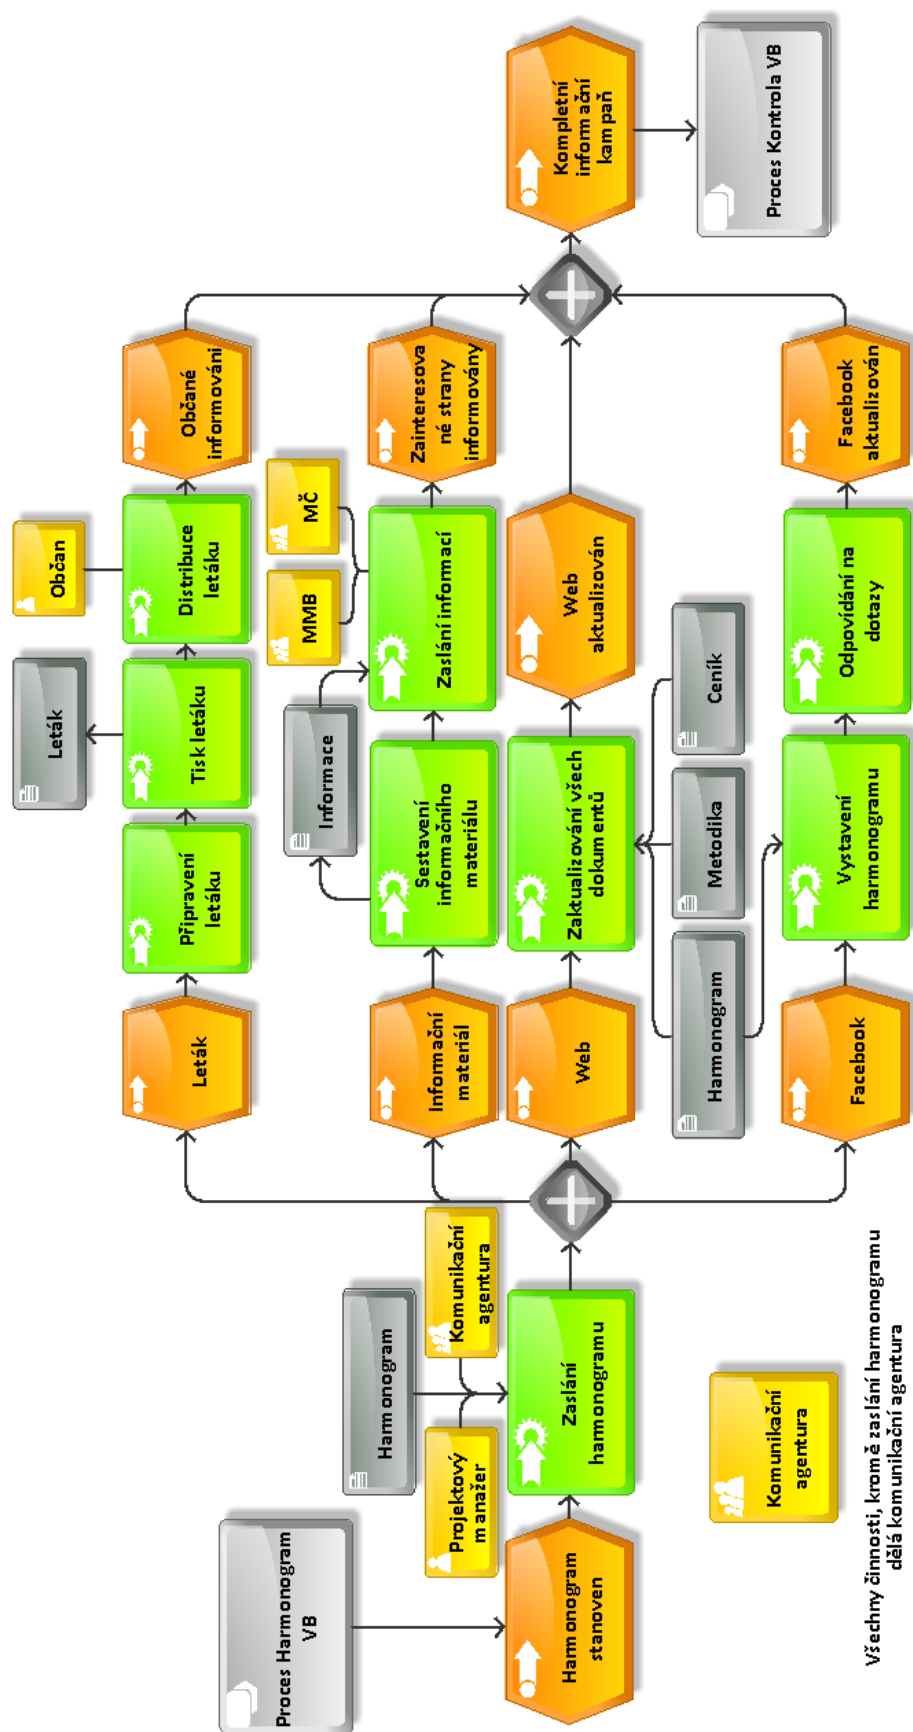 Proces Harmonogram
VB
Harmonogram
stanoven
Harmonogram
Projektový
manažer
Komunikační
agentura
Zaslání
harmonogramu
Leták
Připravení
letáku
Tisk letáku
Leták
Distribuce
letáku
Občan
Občané
informováni
Informační
materiál
Sestavení
informačního
materiálu
Informace
Zaslání informací
MMB
MČ
Zainteresova
né strany
informovány
Web
Zaktualizování všech
dokumentů
Web
aktualizován
Harmonogram
Metodika
Ceník
Facebook
Vystavení
harmonogramu
Odpovídání na
dotazy
Facebook
aktualizován
Kompletní
informační
kampaň
Proces Kontrola VB
Komunikační
agentura
Všechny činnosti, kromě zaslání harmonogramu
dělá komunikační agentura